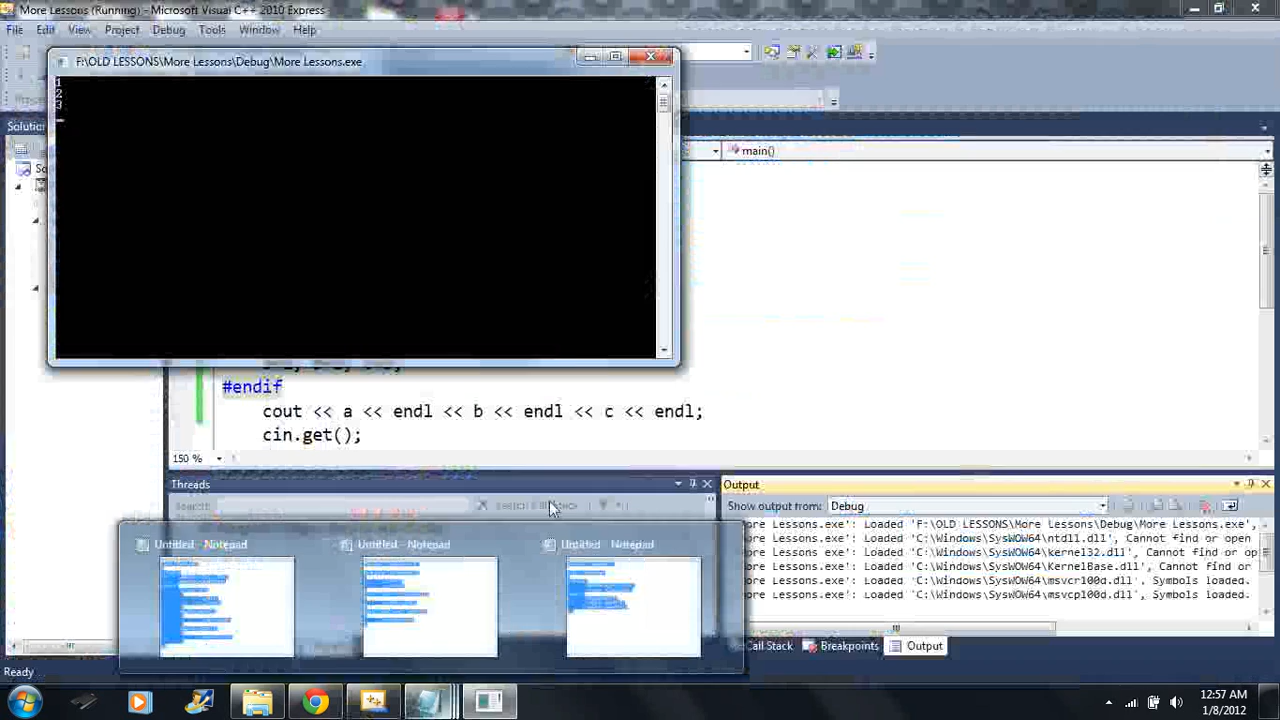 More Lessons (Running) - Microsoft Visual C++ 2010 Express
File Edit View Project Debug Tools Window Help
F:\OLD LESSONS\More Lessons\Debug\More Lessons.exe
1
2
3
main()
#endif
cout << a << endl << b << endl << c << endl;
cin.get();
150 %
Threads
Output
Show output from: Debug
ore Lessons.exe': Loaded 'F:\OLD LESSONS\More Lessons\Debug\More Lessons.exe',
ore Lessons.exe': Loaded 'C:\Windows\SysWOW64\ntdll.dll', Cannot find or open
ore Lessons.exe': Loaded 'C:\Windows\SysWOW64\kernel32.dll', Cannot find or o
ore Lessons.exe': Loaded 'C:\Windows\SysWOW64\KernelBase.dll', Cannot find or
ore Lessons.exe': Loaded 'C:\Windows\SysWOW64\msvcp100d.dll', Symbols loaded.
ore Lessons.exe': Loaded 'C:\Windows\SysWOW64\msvcr100d.dll', Symbols loaded.
Untitled - Notepad Untitled - Notepad Untitled - Notepad
Call Stack Breakpoints Output
Ready
12:57 AM
1/8/2012